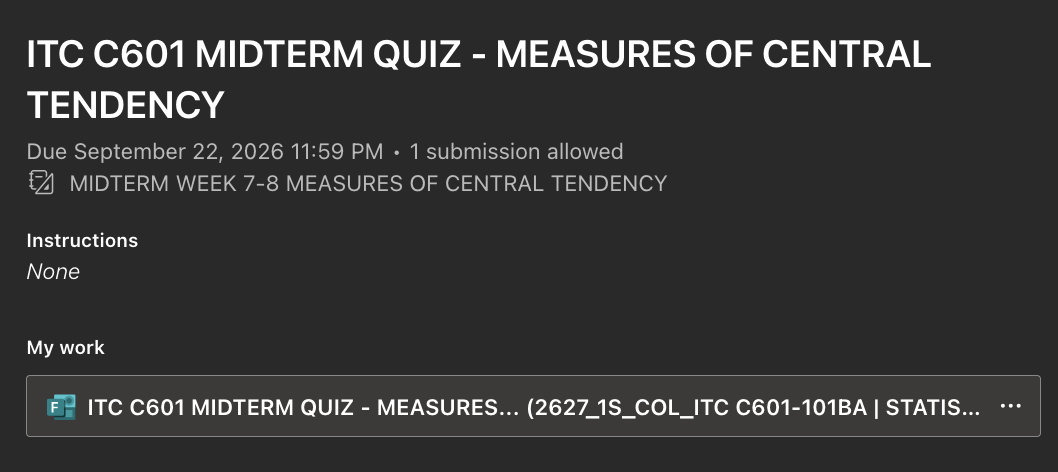 ITC C601 MIDTERM QUIZ - MEASURES OF CENTRAL
TENDENCY
Due September 22, 2026 11:59 PM • 1 submission allowed
MIDTERM WEEK 7-8 MEASURES OF CENTRAL TENDENCY
Instructions
None
My work
F ITC C601 MIDTERM QUIZ - MEASURES... (2627_1S_COL_ITC C601-101BA | STATIS... ...